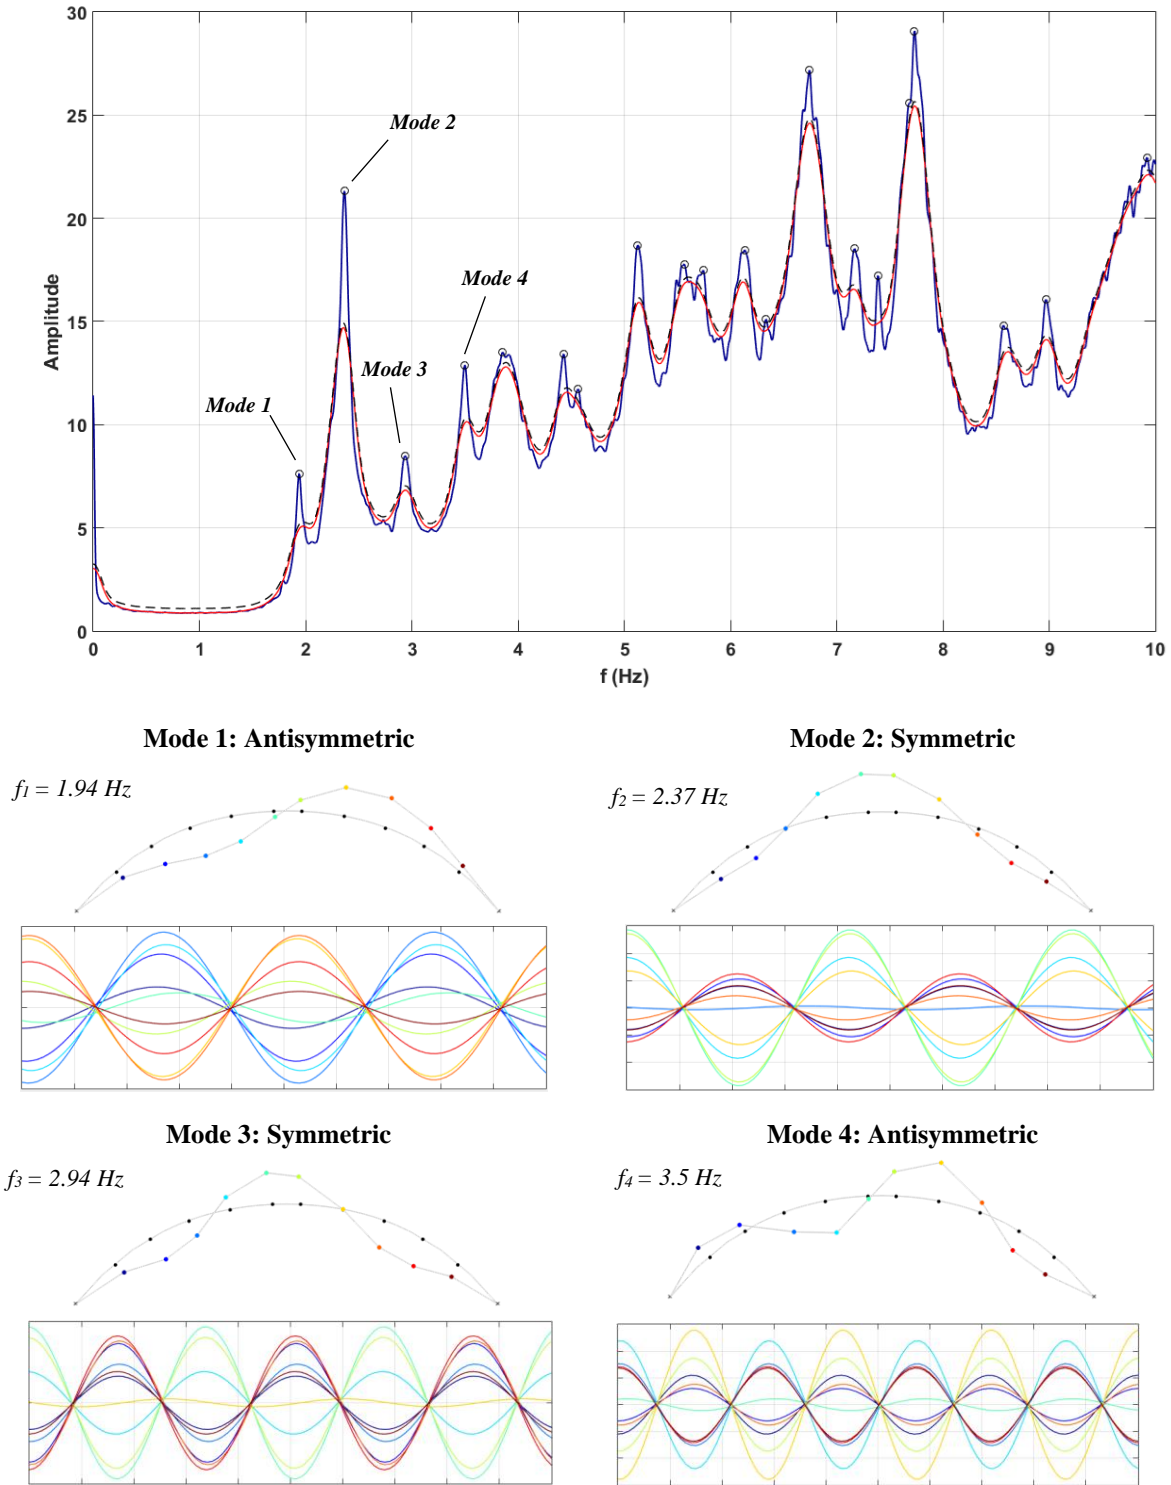 30
25
20
15
10
5
0
Amplitude
Mode 2
Mode 4
Mode 3
Mode 1
0 1 2 3 4 5 6 7 8 9 10
f (Hz)
Mode 1: Antisymmetric
f1 = 1.94 Hz
Mode 2: Symmetric
f2 = 2.37 Hz
Mode 3: Symmetric
f3 = 2.94 Hz
Mode 4: Antisymmetric
f4 = 3.5 Hz